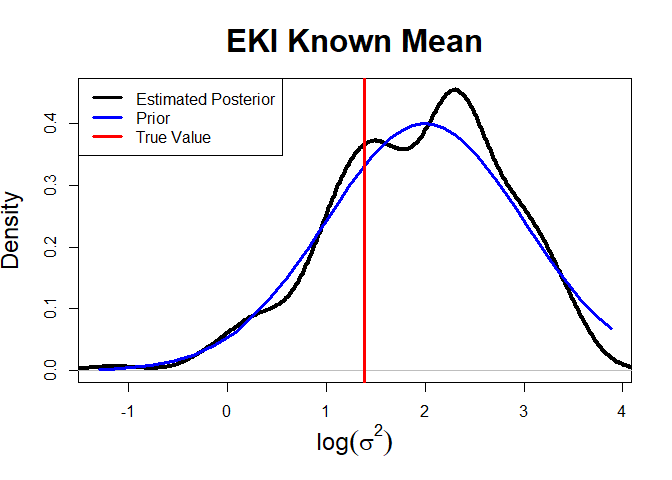 EKI Known Mean
Estimated Posterior
Prior
True Value
Density
0.4
0.3
0.2
0.1
0.0
-1 0 1 2 3 4
log(σ²)